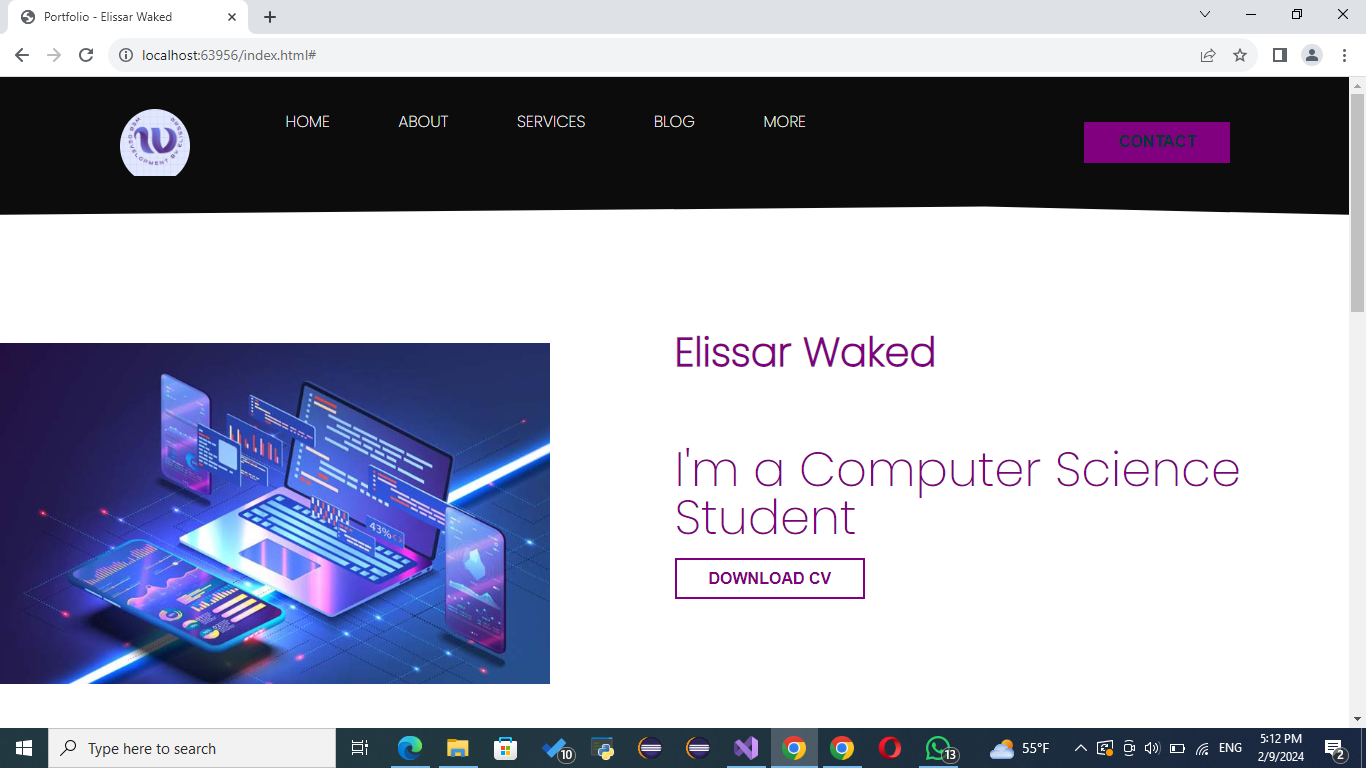 Portfolio - Elissar Waked
localhost:63956/index.html#
HOME ABOUT SERVICES BLOG MORE
CONTACT
Elissar Waked
I'm a Computer Science
Student
DOWNLOAD CV
43%
Type here to search
10
13
55°F
ENG
5:12 PM
2/9/2024
2